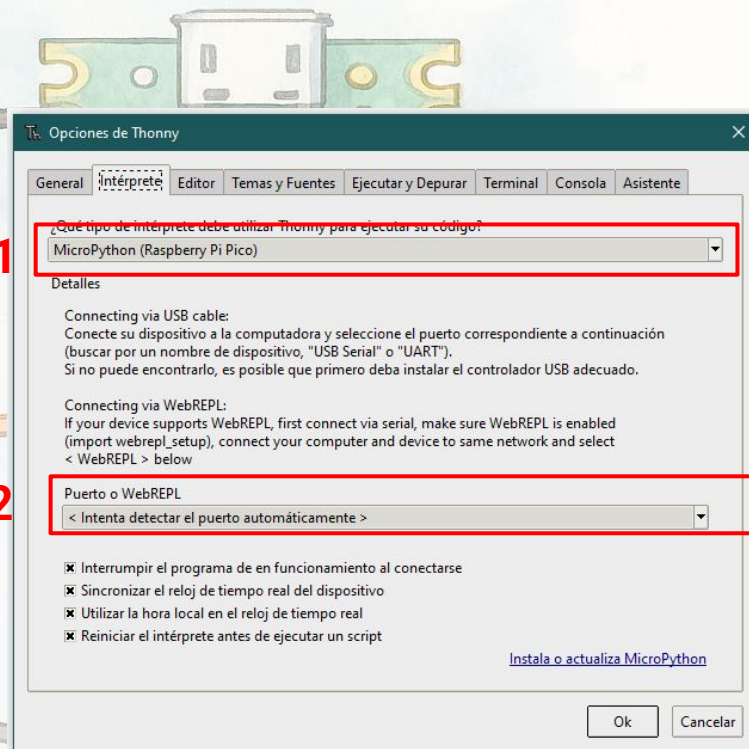 Opciones de Thonny
General Intérprete Editor Temas y Fuentes Ejecutar y Depurar Terminal Consola Asistente
¿Qué tipo de intérprete debe utilizar Thonny para ejecutar su código?
1
MicroPython (Raspberry Pi Pico)
Detalles
Connecting via USB cable:
Conecte su dispositivo a la computadora y seleccione el puerto correspondiente a continuación
(buscar por un nombre de dispositivo, "USB Serial" o "UART").
Si no puede encontrarlo, es posible que primero deba instalar el controlador USB adecuado.
Connecting via WebREPL:
If your device supports WebREPL, first connect via serial, make sure WebREPL is enabled
(import webrepl_setup), connect your computer and device to same network and select
< WebREPL > below
2
Puerto o WebREPL
< Intenta detectar el puerto automáticamente >
Interrumpir el programa de en funcionamiento al conectarse
Sincronizar el reloj de tiempo real del dispositivo
Utilizar la hora local en el reloj de tiempo real
Reiniciar el intérprete antes de ejecutar un script
Instala o actualiza MicroPython
Ok Cancelar